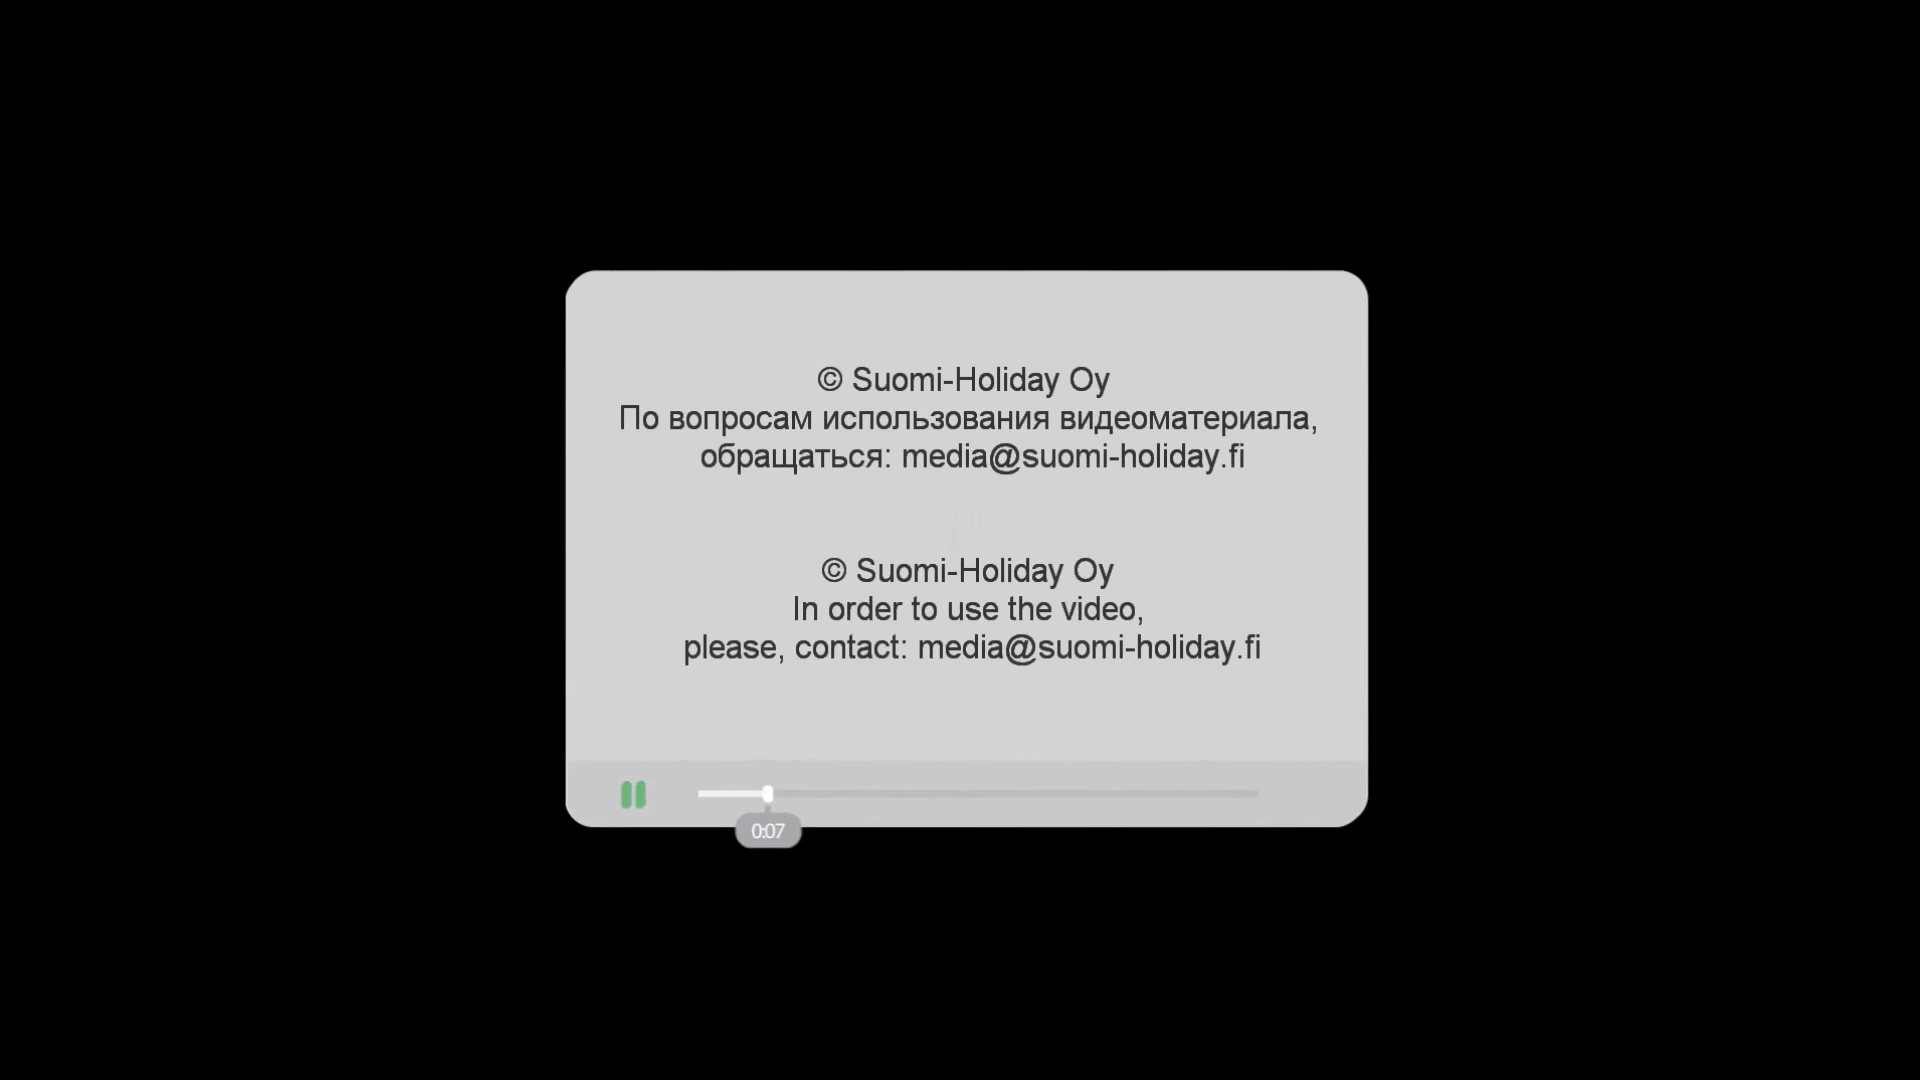 © Suomi-Holiday Oy
По вопросам использования видеоматериала,
обращаться: media@suomi-holiday.fi
© Suomi-Holiday Oy
In order to use the video,
please, contact: media@suomi-holiday.fi
0:07